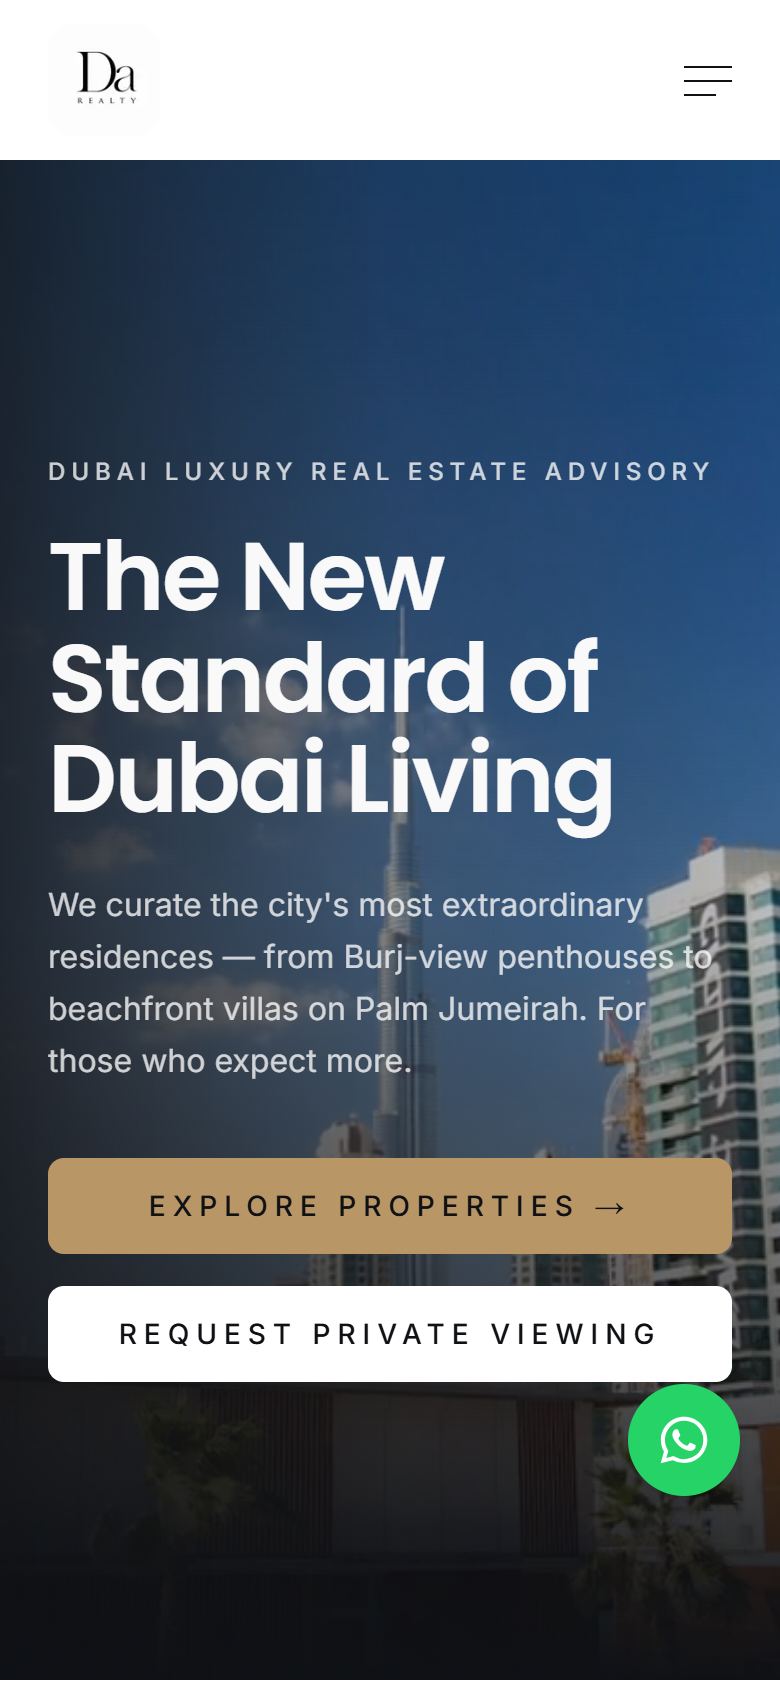 Da
REALTY
DUBAI LUXURY REAL ESTATE ADVISORY
The New
Standard of
Dubai Living
We curate the city's most extraordinary
residences — from Burj-view penthouses to
beachfront villas on Palm Jumeirah. For
those who expect more.
EXPLORE PROPERTIES →
REQUEST PRIVATE VIEWING